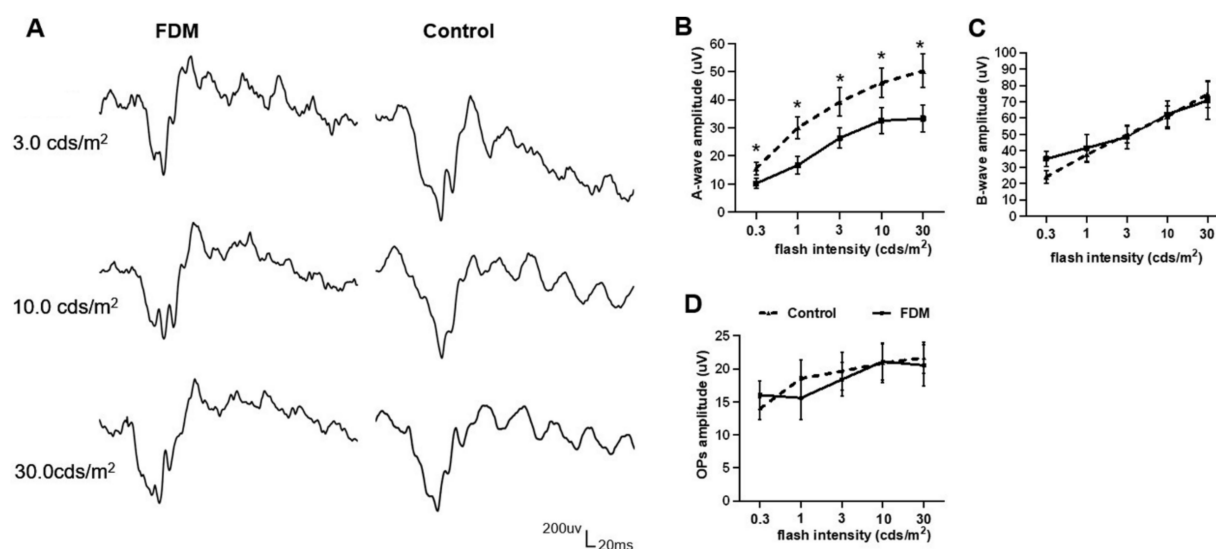 A
FDM
Control
3.0 cds/m²
10.0 cds/m²
30.0cds/m²
200uv
20ms
B
A-wave amplitude (uV)
60
50
40
30
20
10
0
* * * * *
0.3 1 3 10 30
flash intensity (cds/m²)
C
B-wave amplitude (uV)
100
90
80
70
60
50
40
30
20
10
0
0.3 1 3 10 30
flash intensity (cds/m²)
D
Control FDM
OPs amplitude (uV)
25
20
15
10
5
0
0.3 1 3 10 30
flash intensity (cds/m²)